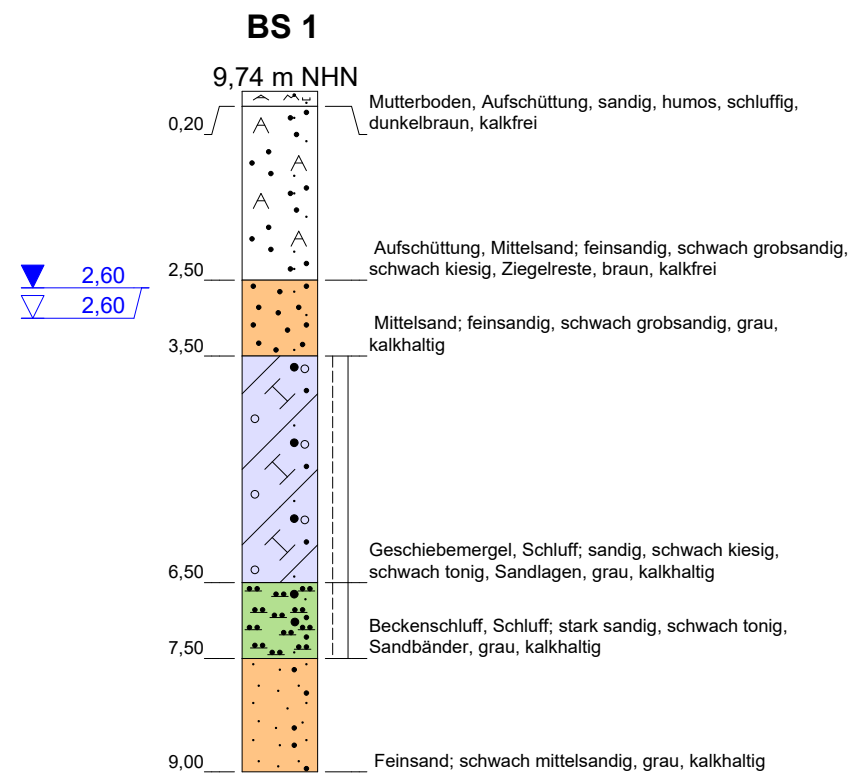 BS 1
9,74 m NHN
Mutterboden, Aufschüttung, sandig, humos, schluffig,
dunkelbraun, kalkfrei
0,20
Aufschüttung, Mittelsand; feinsandig, schwach grobsandig,
schwach kiesig, Ziegelreste, braun, kalkfrei
2,50
2,60
2,60
Mittelsand; feinsandig, schwach grobsandig, grau,
kalkhaltig
3,50
Geschiebemergel, Schluff; sandig, schwach kiesig,
schwach tonig, Sandlagen, grau, kalkhaltig
6,50
Beckenschluff, Schluff; stark sandig, schwach tonig,
Sandbänder, grau, kalkhaltig
7,50
Feinsand; schwach mittelsandig, grau, kalkhaltig
9,00